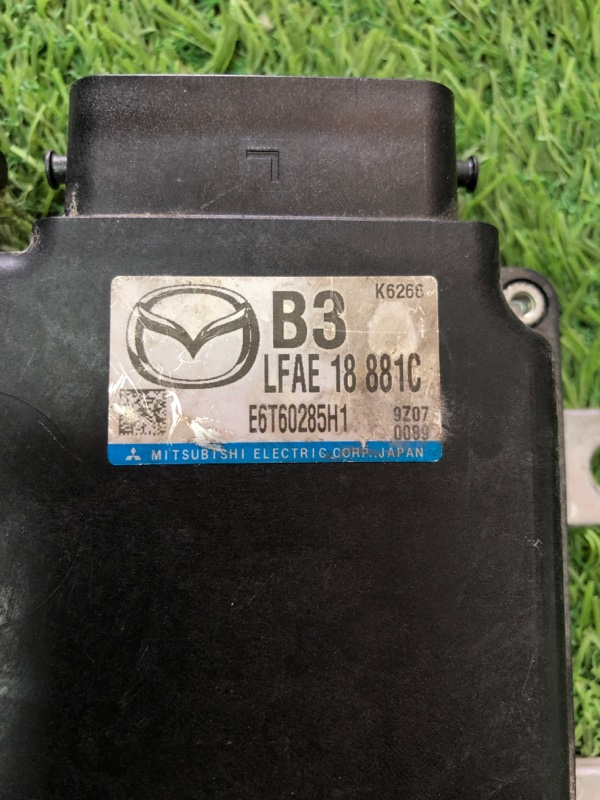 B3 K6266
LFAE 18 881C
E6T60285H1 9Z07
0089
MITSUBISHI ELECTRIC CORP. JAPAN